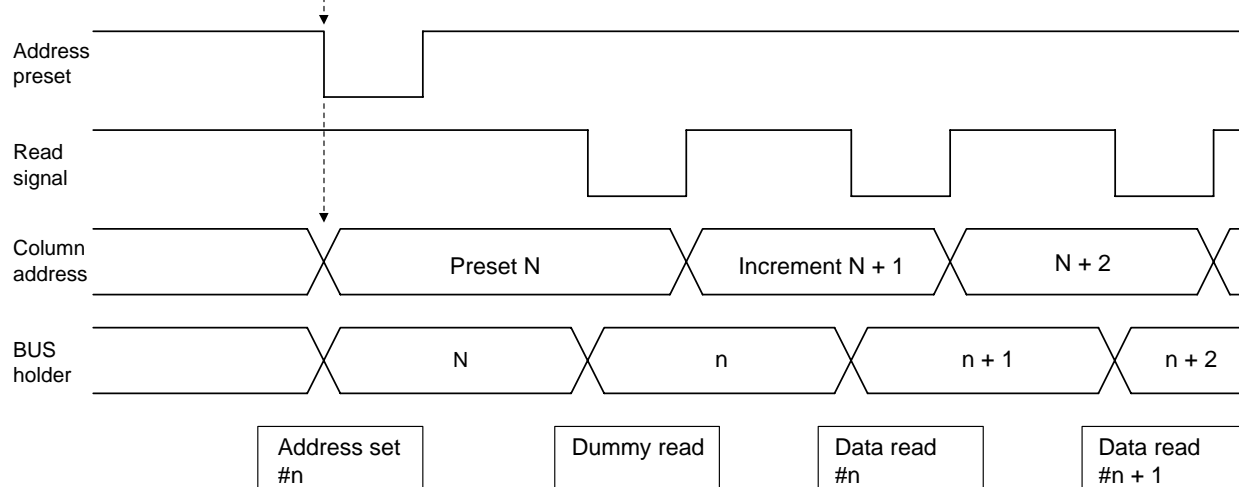 Address
preset
Read
signal
Column
address
Preset N
Increment N + 1
N + 2
BUS
holder
N
n
n + 1
n + 2
Address set
#n
Dummy read
Data read
#n
Data read
#n + 1